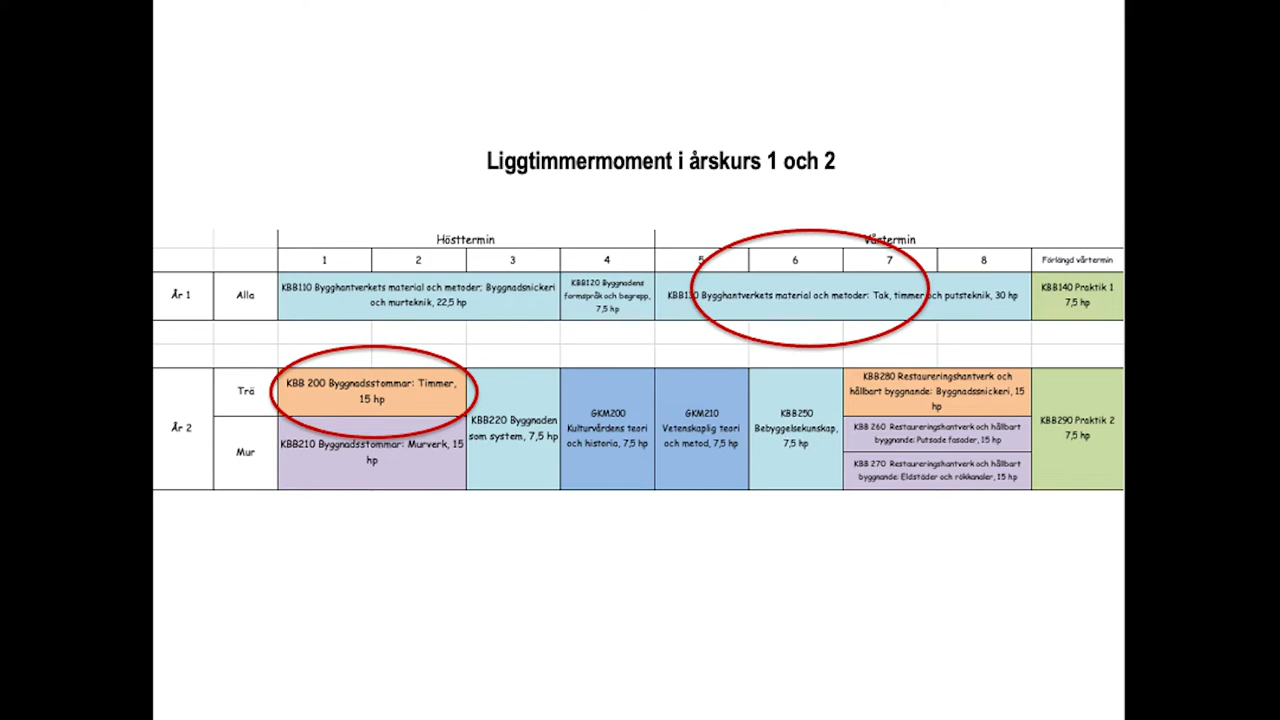 Liggtimmermoment i årskurs 1 och 2
Hösttermin
Vårtermin
1
2
3
4
5
6
7
8
Förlängd vårtermin
År 1
Alla
KBB110 Bygghantverkets material och metoder; Byggnadsnickeri
och murteknik, 22,5 hp
KBB120 Byggnadens
formspråk och begrepp,
7,5 hp
KBB130 Bygghantverkets material och metoder: Tak, timmer och putsteknik, 30 hp
KBB140 Praktik 1
7,5 hp
År 2
Trä
KBB 200 Byggnadsstommar: Timmer,
15 hp
Mur
KBB210 Byggnadsstommar: Murverk, 15
hp
KBB220 Byggnaden
som system, 7,5 hp
GKM200
Kulturvårdens teori
och historia, 7,5 hp
GKM210
Vetenskaplig teori
och metod, 7,5 hp
KBB250
Bebyggelsekunskap,
7,5 hp
KBB280 Restaureringshantverk och
hållbart byggnande: Byggnadssnickeri, 15
hp
KBB 260 Restaureringshantverk och hållbart
byggnande: Putsade fasader, 15 hp
KBB 270 Restaureringshantverk och hållbart
byggnande: Eldstäder och rökkanaler, 15 hp
KBB290 Praktik 2
7,5 hp